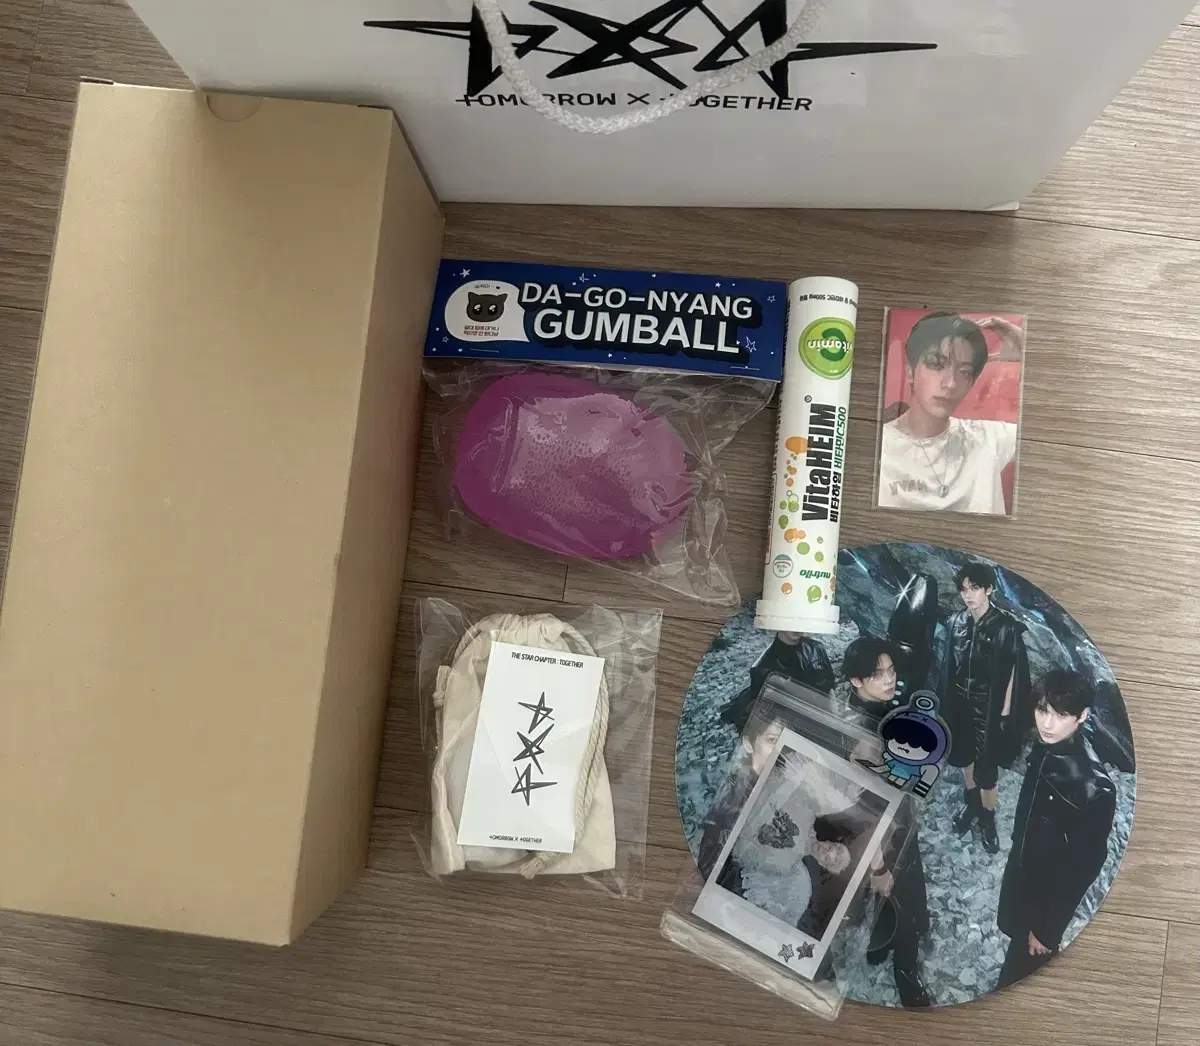 TOMORROW X TOGETHER
DA-GO-NYANG
GUMBALL
vitamin
C
VitaHEIM®
비타하임 비타민C500
nutrilo
THE STAR CHAPTER : TOGETHER
TOMORROW X TOGETHER